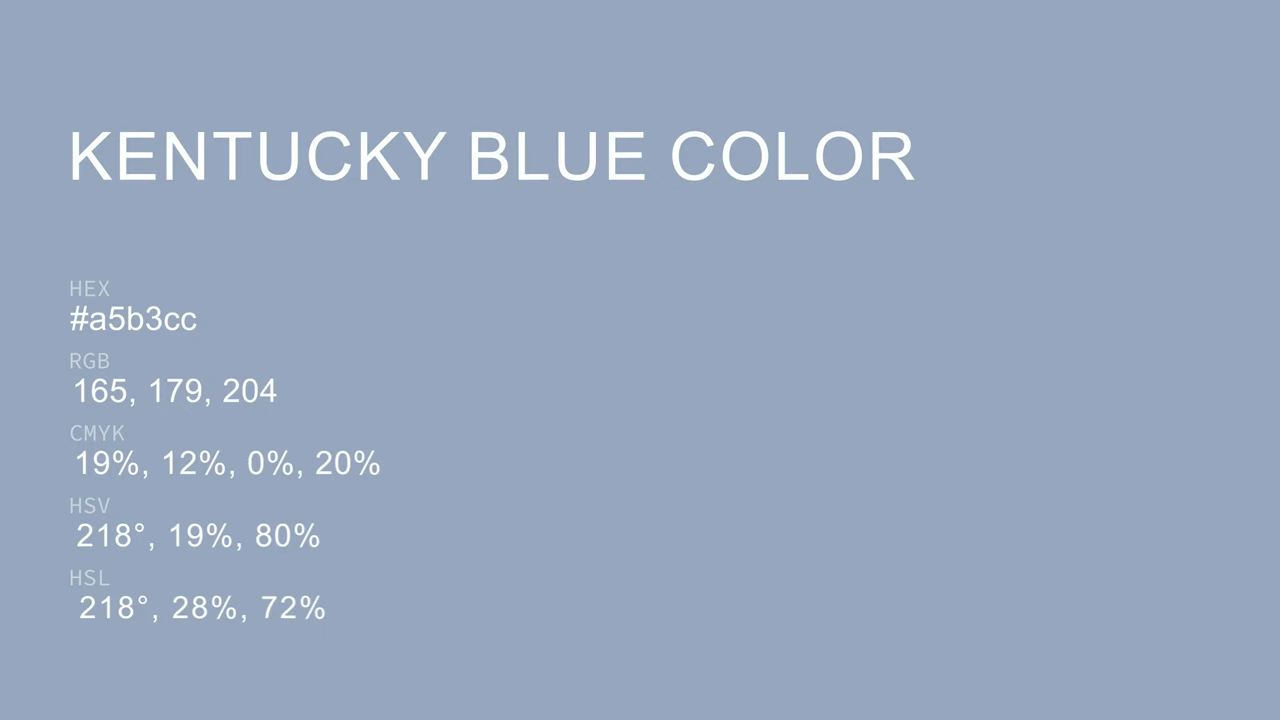 KENTUCKY BLUE COLOR
HEX
#a5b3cc
RGB
165, 179, 204
CMYK
19%, 12%, 0%, 20%
HSV
218°, 19%, 80%
HSL
218°, 28%, 72%